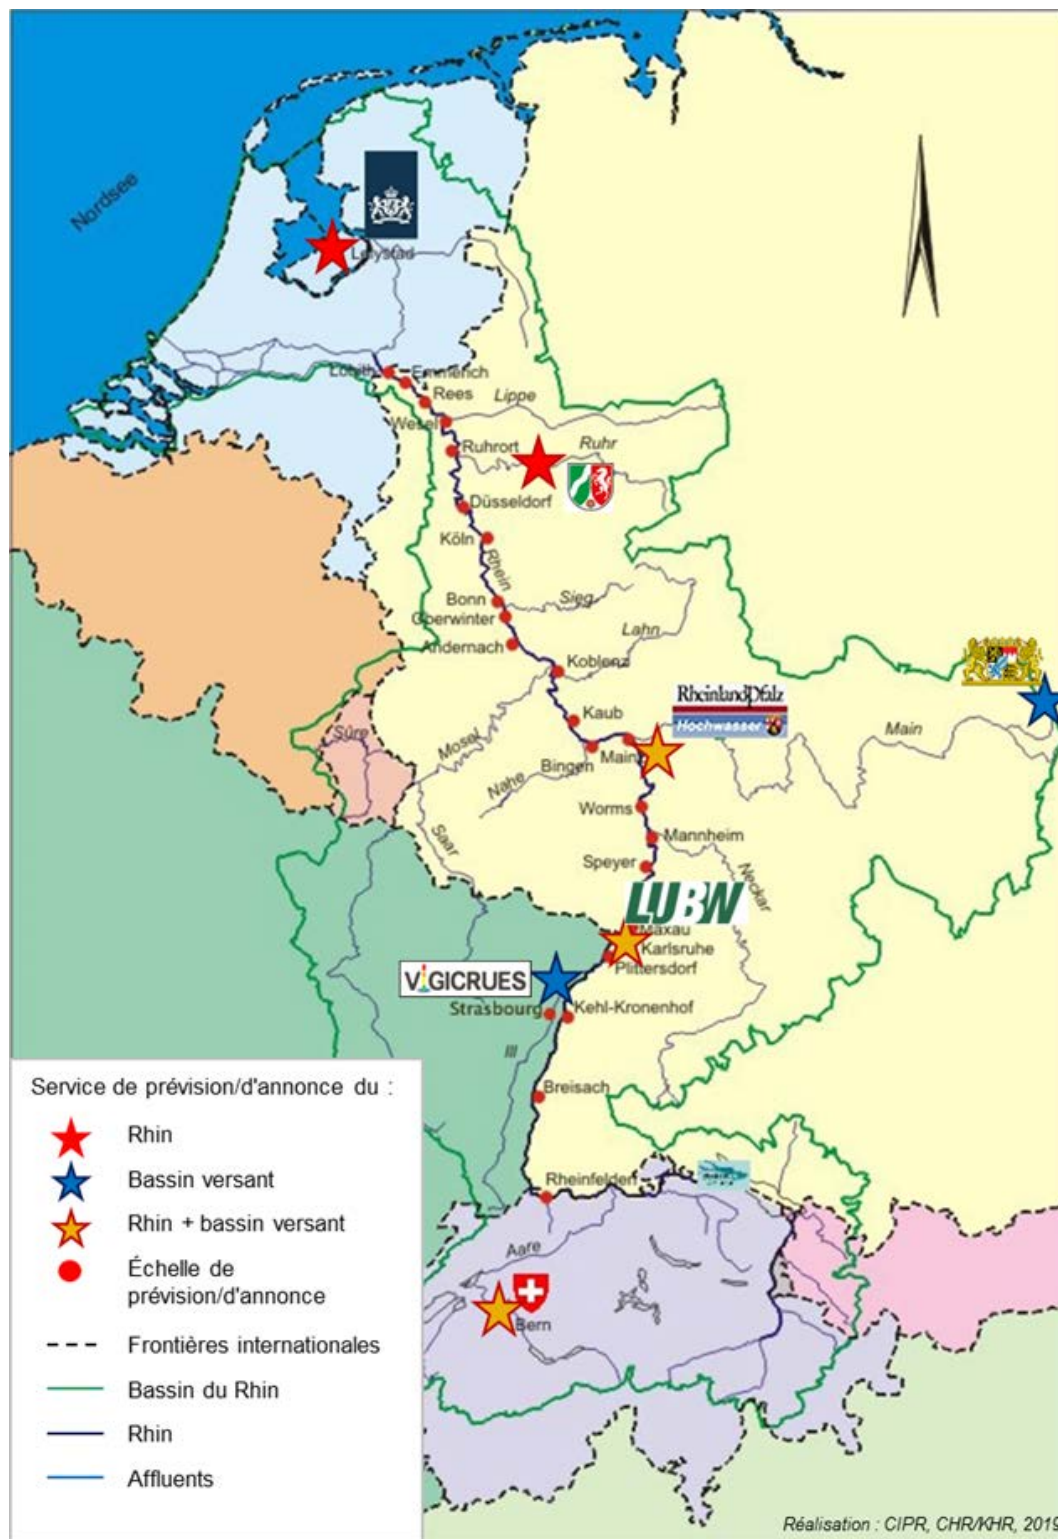 Nordsee
Lelystad
Lobith
Emmerich
Rees
Lippe
Wesel
Ruhrort
Ruhr
Düsseldorf
Köln
Rhein
Bonn
Sieg
Oberwinter
Lahn
Andernach
Koblenz
RheinlandPfalz
Hochwasser
Kaub
Main
Mosel
Sûre
Bingen
Mainz
Nahe
Worms
Mannheim
Saar
Speyer
Neckar
LUBW
Maxau
Karlsruhe
Plittersdorf
VIGICRUES
Strasbourg
Kehl-Kronenhof
Ill
Breisach
Rheinfelden
Aare
Bern
Service de prévision/d'annonce du :
Rhin
Bassin versant
Rhin + bassin versant
Échelle de
prévision/d'annonce
Frontières internationales
Bassin du Rhin
Rhin
Affluents
Réalisation : CIPR, CHR/KHR, 2019